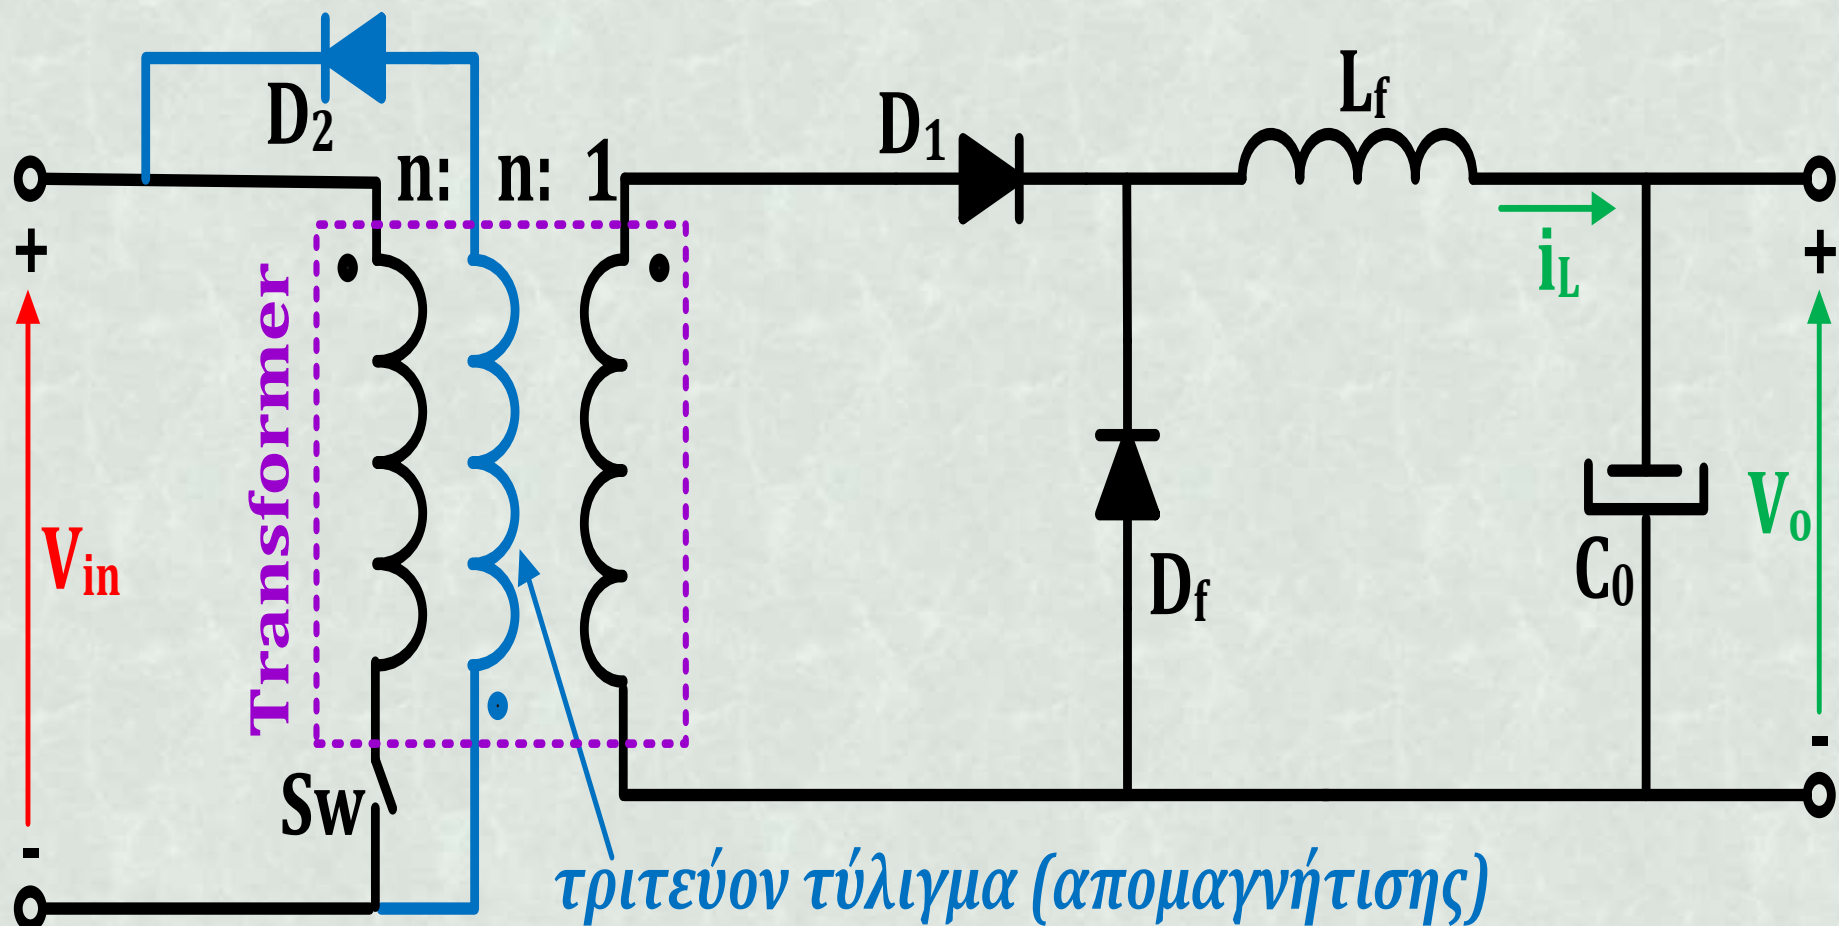 D2
n: n: 1
D1
Lf
+
+
iL
Transformer
Vin
Vo
Df
C0
-
Sw
-
τριτεύον τύλιγμα (απομαγνήτισης)